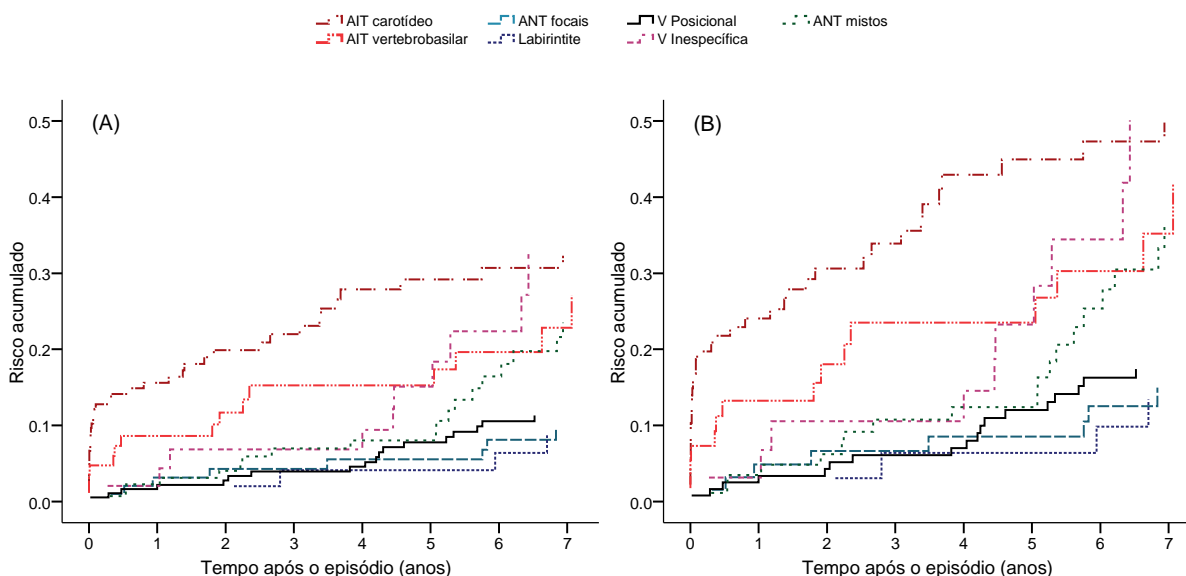 AIT carotídeo ANT focais V Posicional ANT mistos
AIT vertebrobasilar Labirintite V Inespecífica
(A)
Risco acumulado
0.5
0.4
0.3
0.2
0.1
0.0
0 1 2 3 4 5 6 7
Tempo após o episódio (anos)
(B)
Risco acumulado
0.5
0.4
0.3
0.2
0.1
0.0
0 1 2 3 4 5 6 7
Tempo após o episódio (anos)